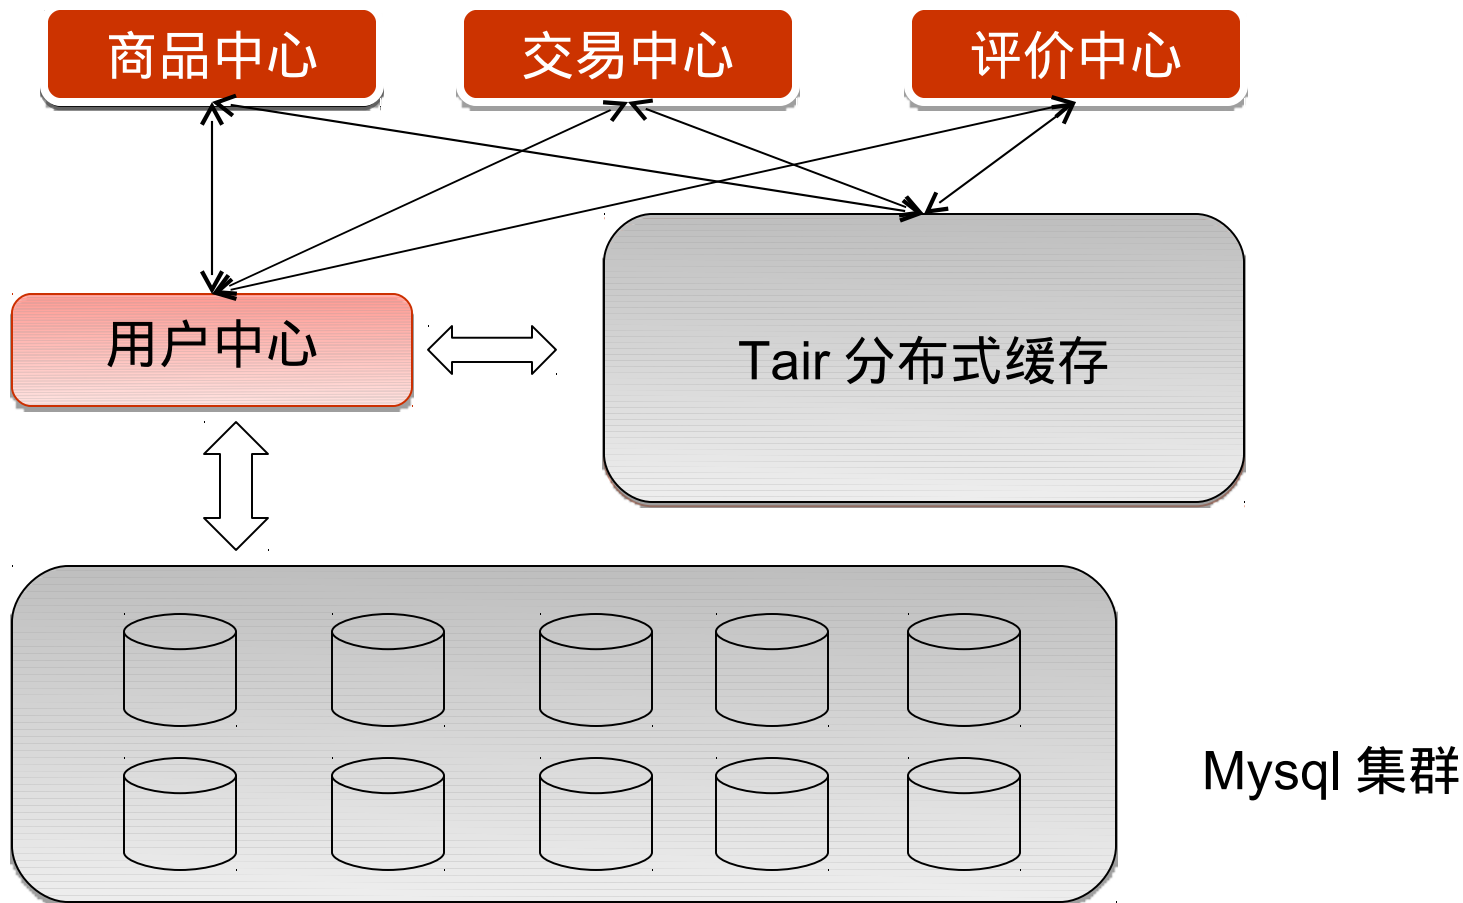 商品中心
交易中心
评价中心
用户中心
Tair 分布式缓存
Mysql 集群